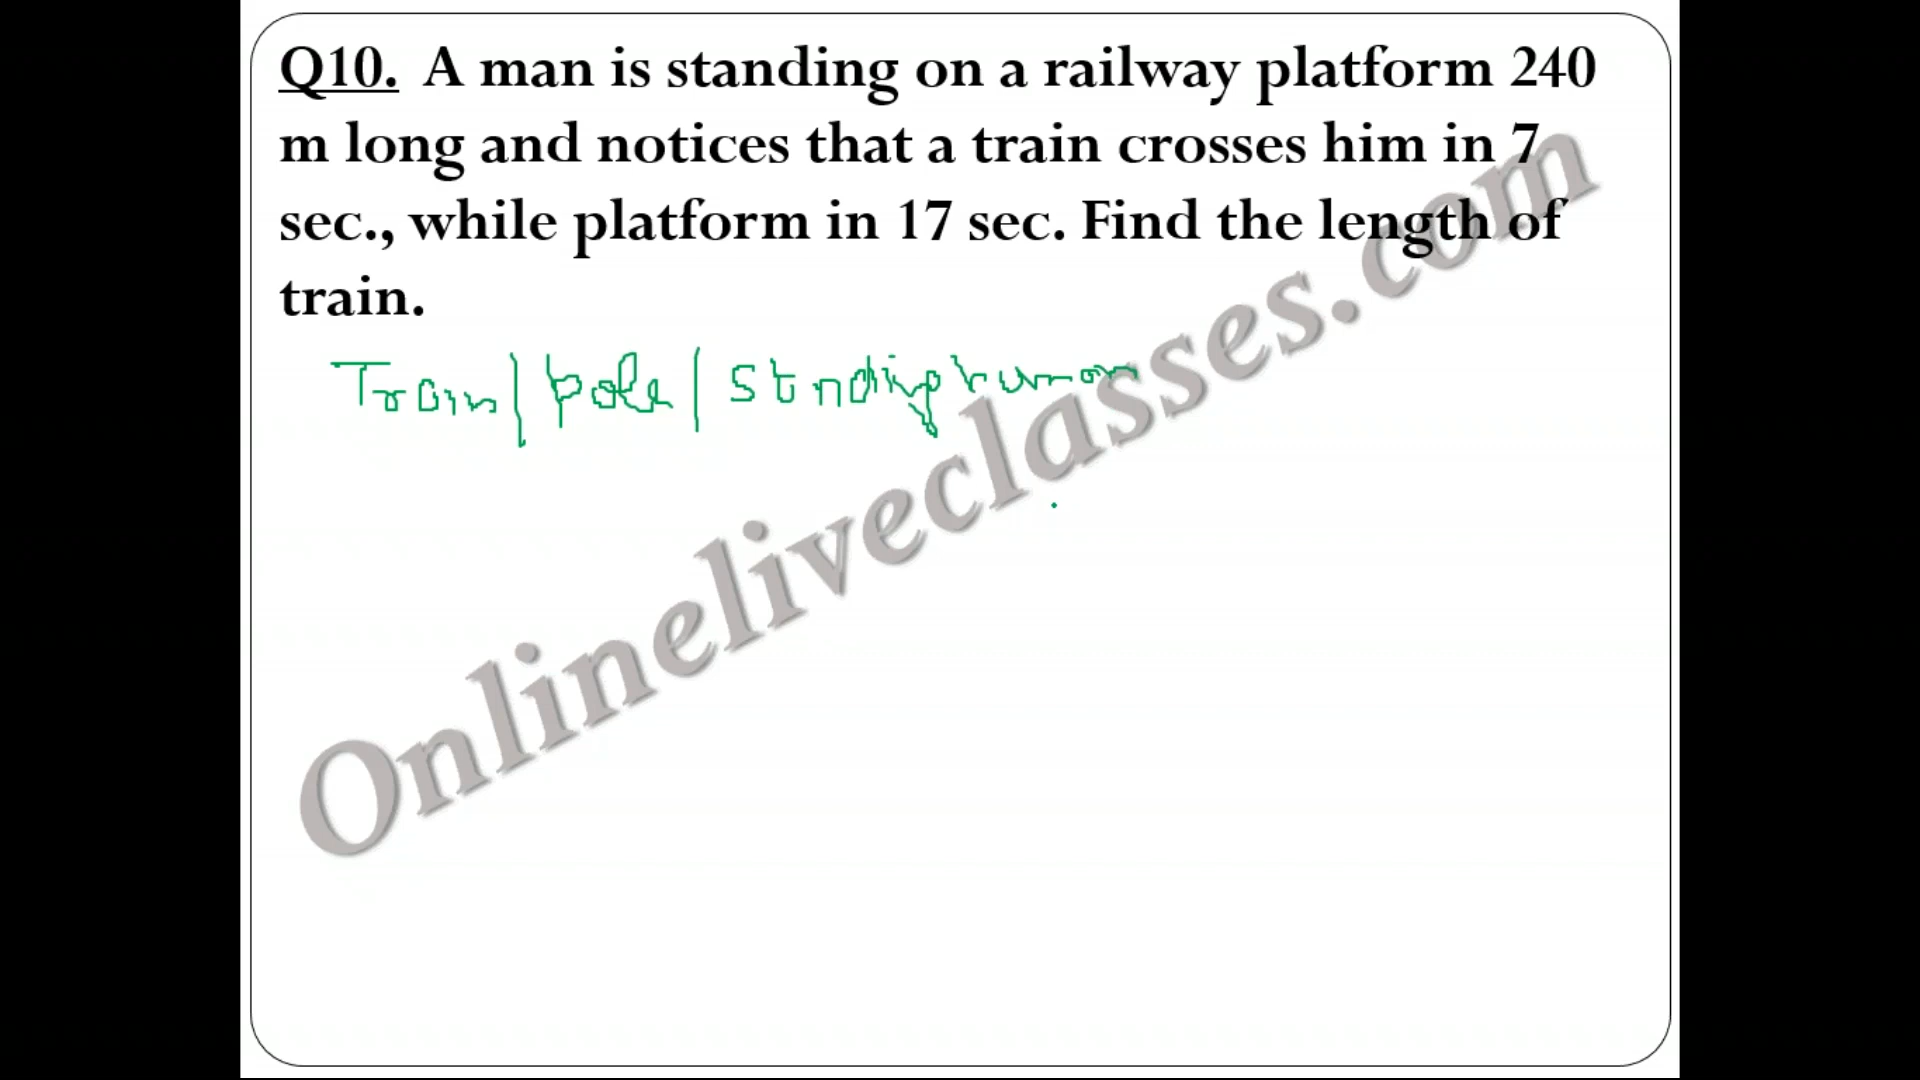 Q10. A man is standing on a railway platform 240
m long and notices that a train crosses him in 7
sec., while platform in 17 sec. Find the length of
train.
Train | pole | Stndig human
Onlineliveclasses.com